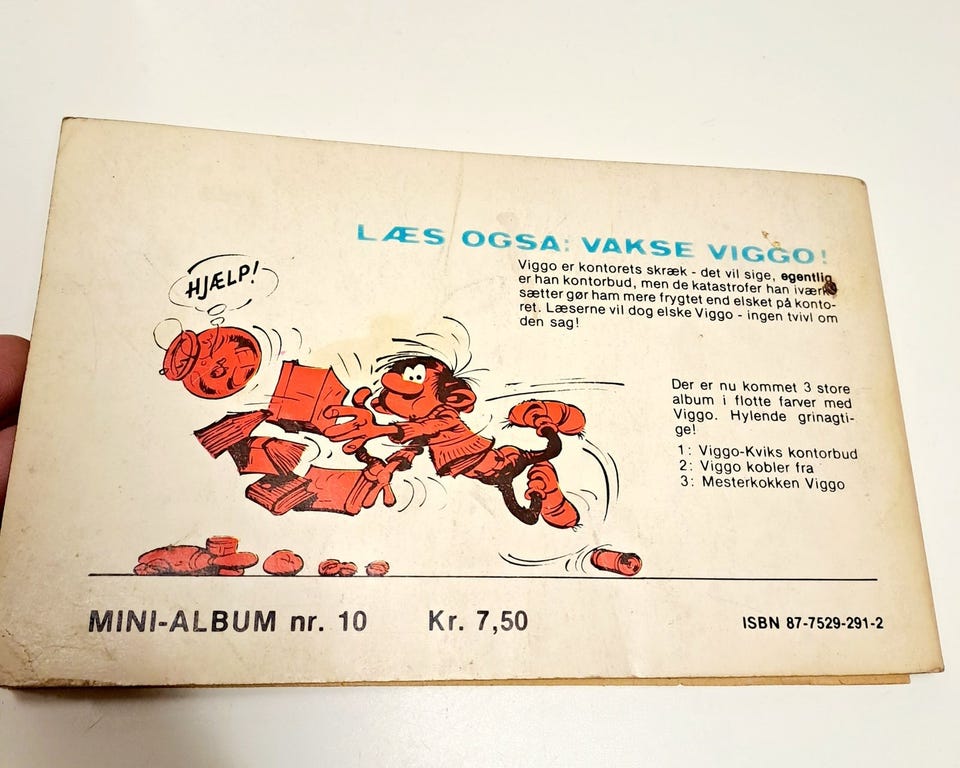 LÆS OGSA: VAKSE VIGGO!
HJÆLP!
Viggo er kontorets skræk - det vil sige, egentlig
er han kontorbud, men de katastrofer han iværk-
sætter gør ham mere frygtet end elsket på konto-
ret. Læserne vil dog elske Viggo - ingen tvivl om
den sag!
Der er nu kommet 3 store
album i flotte farver med
Viggo. Hylende grinagti-
ge!
1: Viggo-Kviks kontorbud
2: Viggo kobler fra
3: Mesterkokken Viggo
MINI-ALBUM nr. 10 Kr. 7,50
ISBN 87-7529-291-2